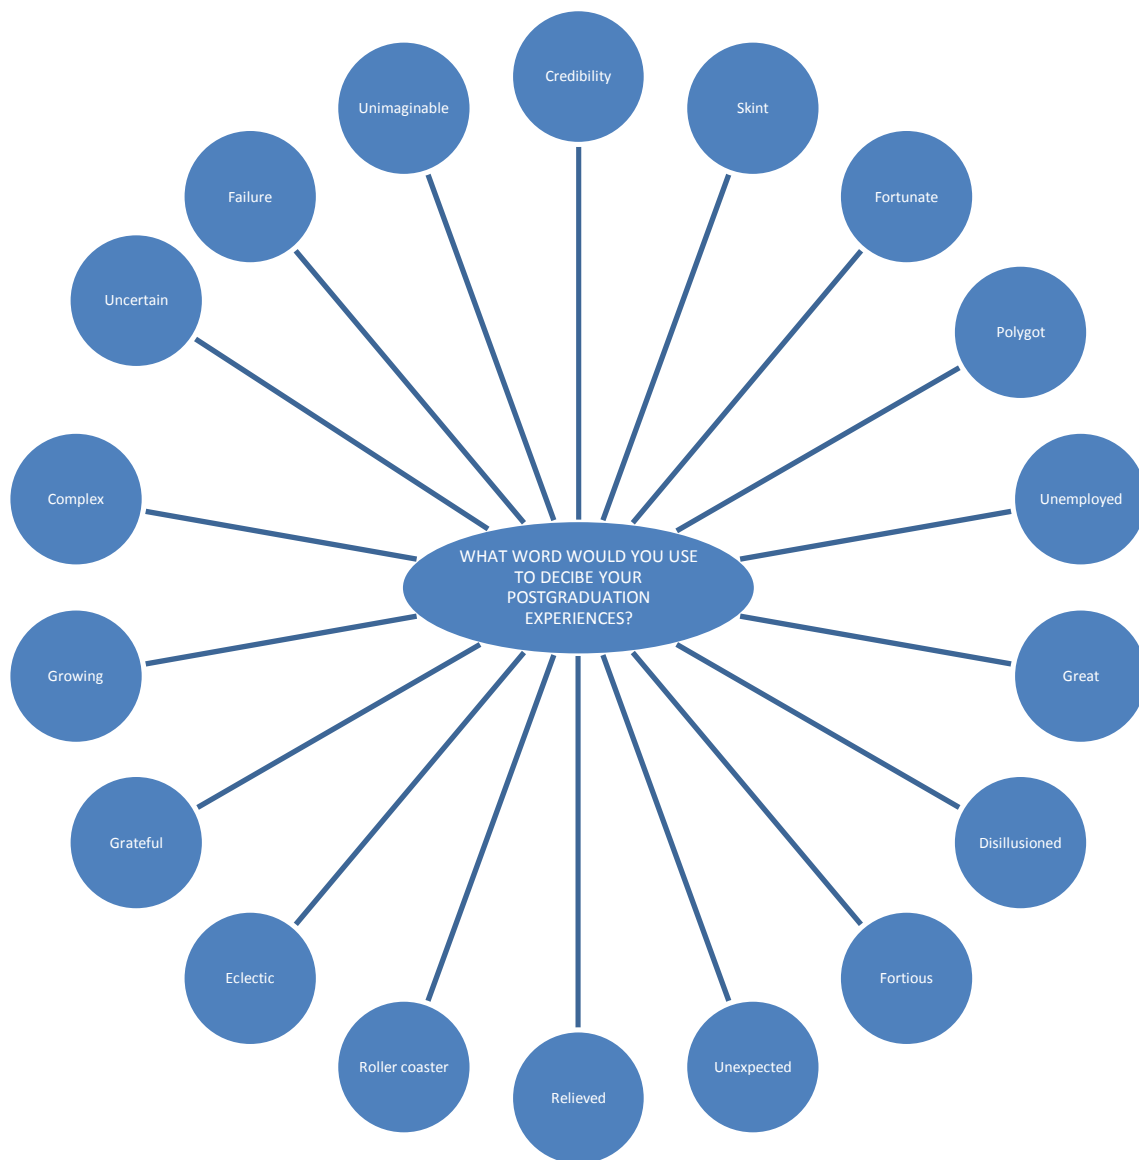 Credibility
Skint
Fortunate
Polygot
Unemployed
Great
Disillusioned
Fortious
Unexpected
Relieved
Roller coaster
Eclectic
Grateful
Growing
Complex
Uncertain
Failure
Unimaginable
WHAT WORD WOULD YOU USE
TO DECIBE YOUR
POSTGRADUATION
EXPERIENCES?